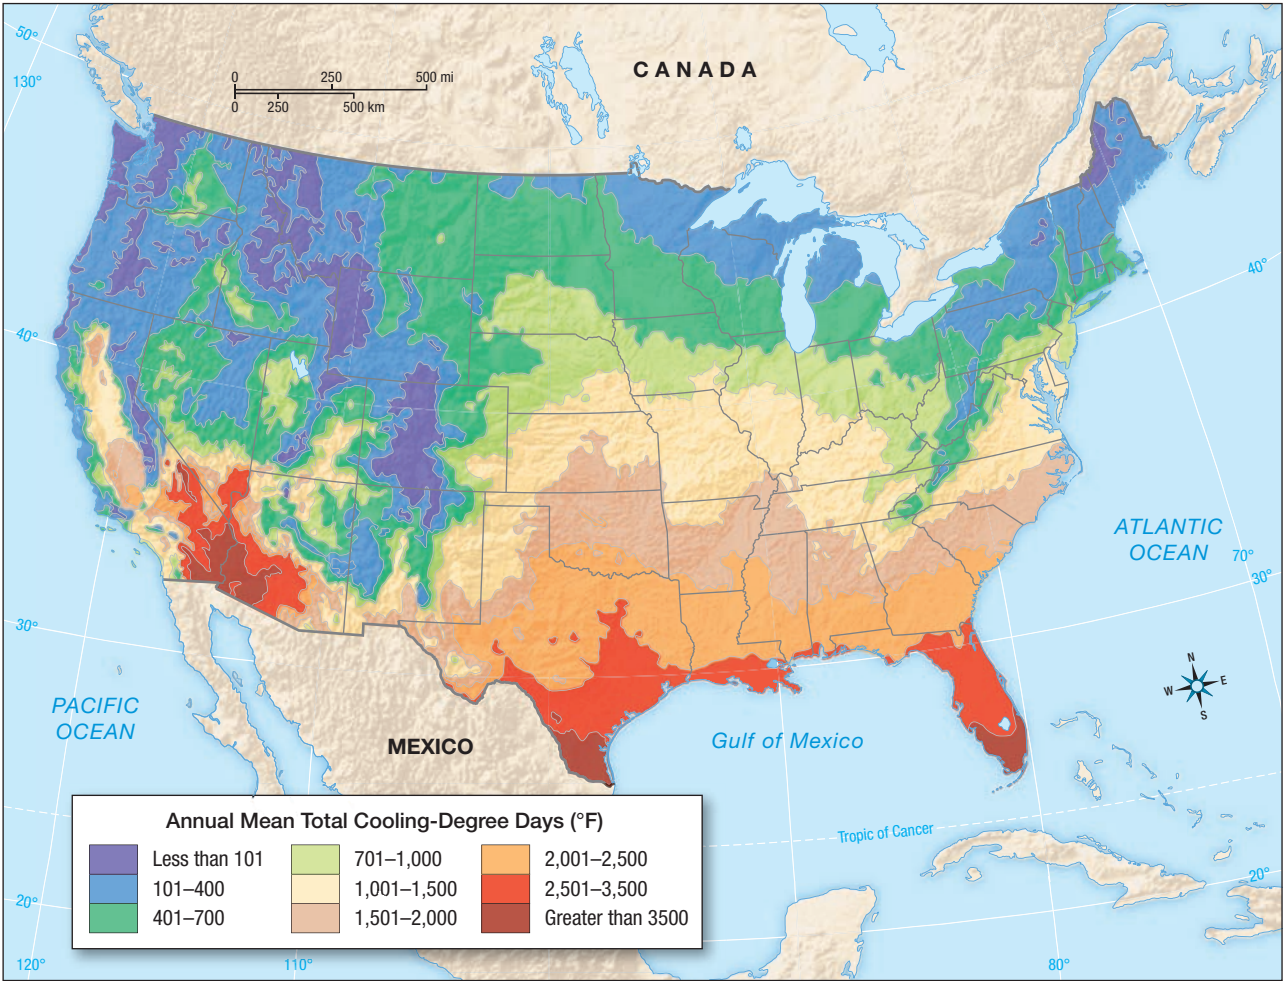 50°
130°
0 250 500 mi
0 250 500 km
CANADA
40°
40°
ATLANTIC
OCEAN
70°
30°
30°
N
W E
S
PACIFIC
OCEAN
MEXICO
Gulf of Mexico
Tropic of Cancer
Annual Mean Total Cooling-Degree Days (°F)
Less than 101
101–400
401–700
701–1,000
1,001–1,500
1,501–2,000
2,001–2,500
2,501–3,500
Greater than 3500
20°
20°
120°
110°
80°